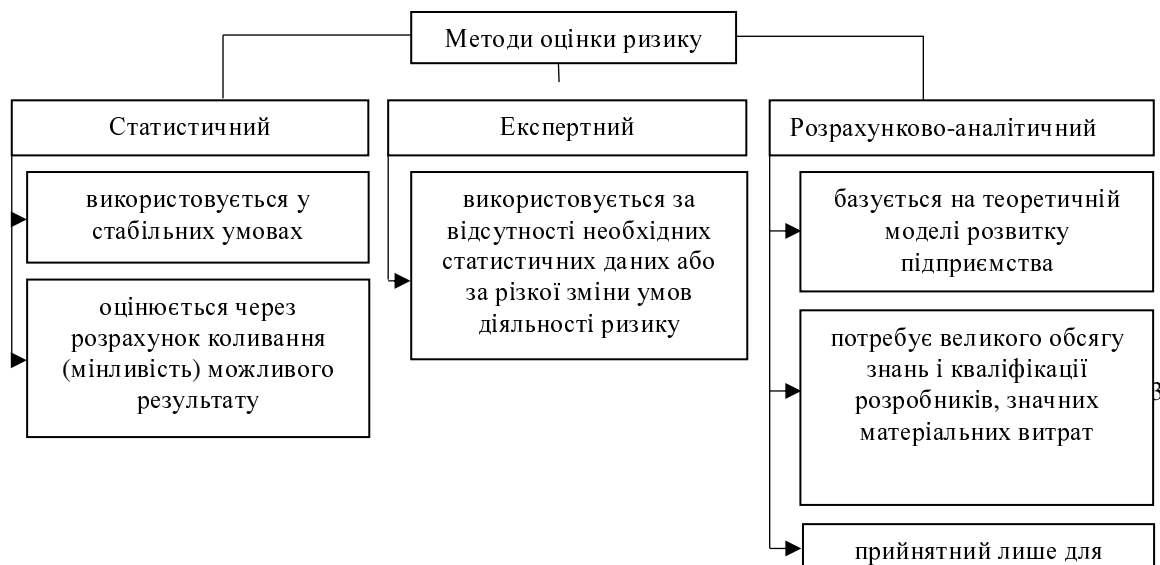 Методи оцінки ризику
Статистичний
використовується у
стабільних умовах
оцінюється через
розрахунок коливання
(мінливість) можливого
результату
Експертний
використовується за
відсутності необхідних
статистичних даних або
за різкої зміни умов
діяльності ризику
Розрахунково-аналітичний
базується на теоретичній
моделі розвитку
підприємства
потребує великого обсягу
знань і кваліфікації
розробників, значних
матеріальних витрат
прийнятний лише для